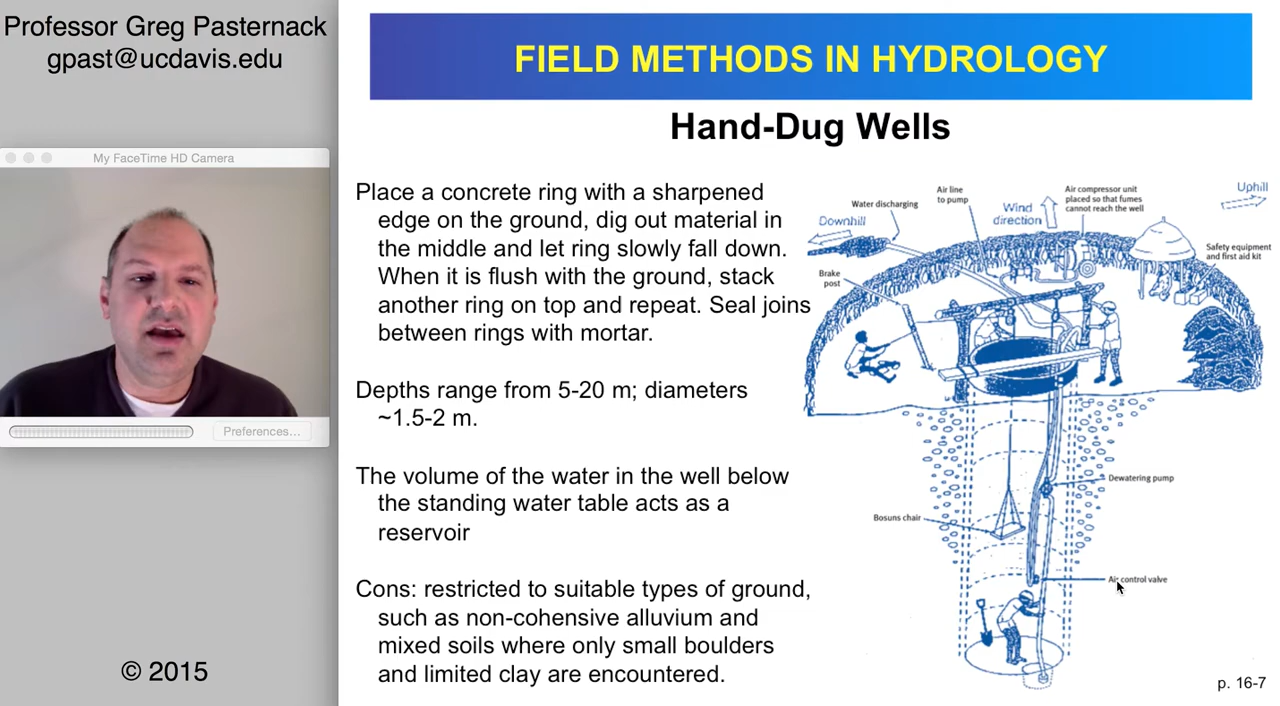 Professor Greg Pasternack
gpast@ucdavis.edu
My FaceTime HD Camera
Preferences...
© 2015
FIELD METHODS IN HYDROLOGY
Hand-Dug Wells
Place a concrete ring with a sharpened
edge on the ground, dig out material in
the middle and let ring slowly fall down.
When it is flush with the ground, stack
another ring on top and repeat. Seal joins
between rings with mortar.
Depths range from 5-20 m; diameters
~1.5-2 m.
The volume of the water in the well below
the standing water table acts as a
reservoir
Cons: restricted to suitable types of ground,
such as non-cohensive alluvium and
mixed soils where only small boulders
and limited clay are encountered.
Water discharging
Air line
to pump
Wind
direction
Air compressor unit
placed so that fumes
cannot reach the well
Uphill
Downhill
Safety equipment
and first aid kit
Brake
post
Dewatering pump
Bosuns chair
Air control valve
p. 16-7